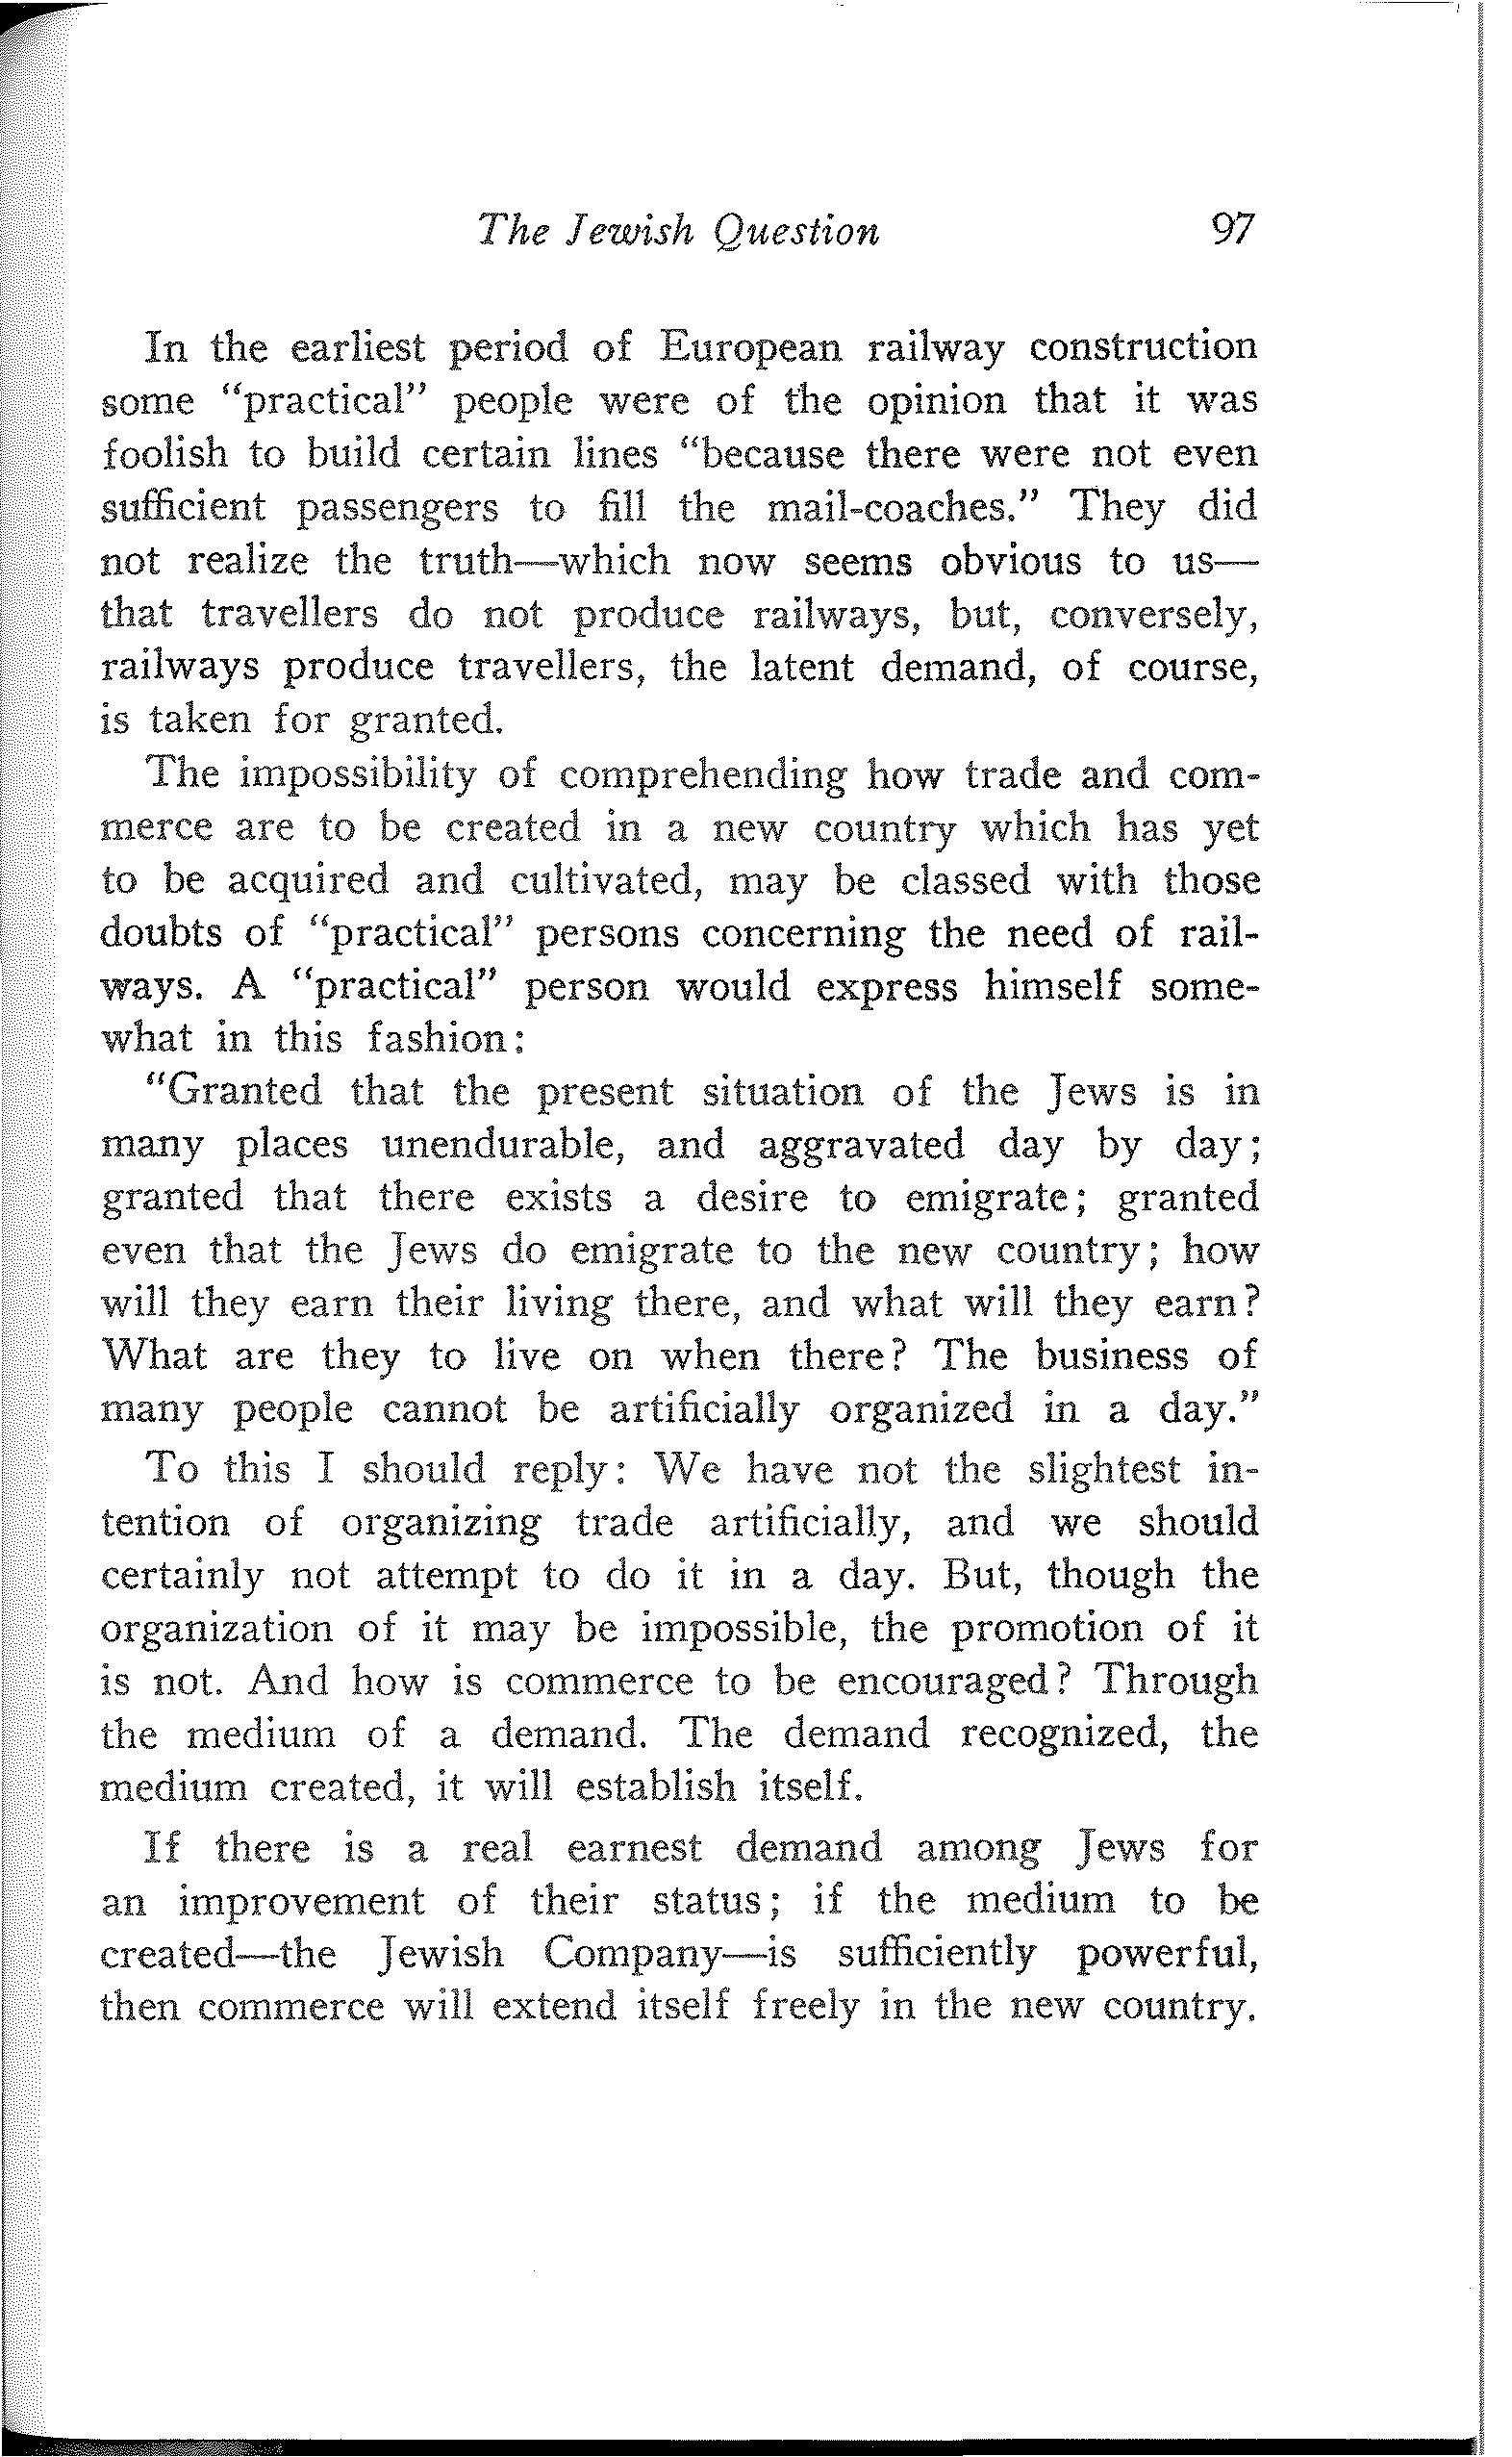 The Jewish Question 97
In the earliest period of European railway construction
some “practical” people were of the opinion that it was
foolish to build certain lines “because there were not even
sufficient passengers to fill the mail-coaches.” They did
not realize the truth—which now seems obvious to us—
that travellers do not produce railways, but, conversely,
railways produce travellers, the latent demand, of course,
is taken for granted.
The impossibility of comprehending how trade and com-
merce are to be created in a new country which has yet
to be acquired and cultivated, may be classed with those
doubts of “practical” persons concerning the need of rail-
ways. A “practical” person would express himself some-
what in this fashion:
“Granted that the present situation of the Jews is in
many places unendurable, and aggravated day by day;
granted that there exists a desire to emigrate; granted
even that the Jews do emigrate to the new country; how
will they earn their living there, and what will they earn?
What are they to live on when there? The business of
many people cannot be artificially organized in a day.”
To this I should reply: We have not the slightest in-
tention of organizing trade artificially, and we should
certainly not attempt to do it in a day. But, though the
organization of it may be impossible, the promotion of it
is not. And how is commerce to be encouraged? Through
the medium of a demand. The demand recognized, the
medium created, it will establish itself.
If there is a real earnest demand among Jews for
an improvement of their status; if the medium to be
created—the Jewish Company—is sufficiently powerful,
then commerce will extend itself freely in the new country.